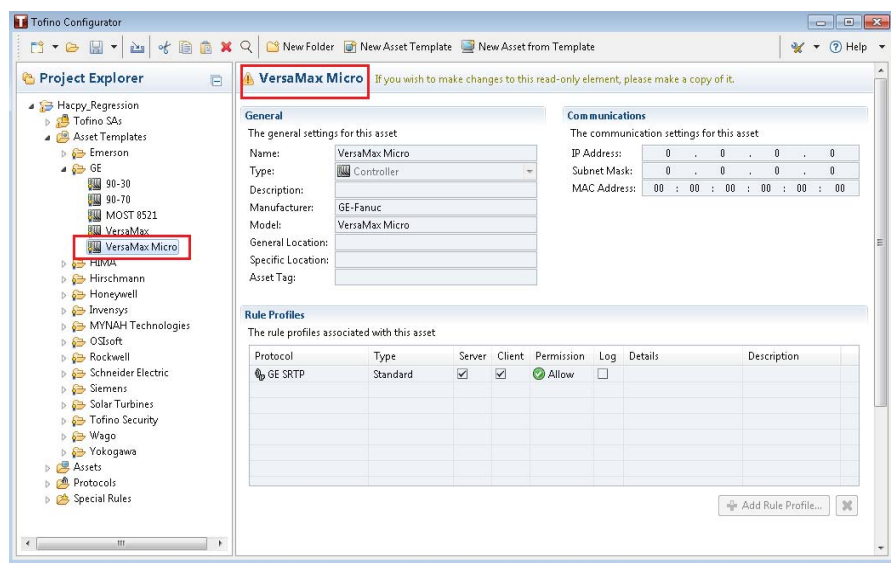 Tofino Configurator
New Folder New Asset Template New Asset from Template Help
Project Explorer
Hacpy_Regression
Tofino SAs
Asset Templates
Emerson
GE
90-30
90-70
MOST 8521
VersaMax
VersaMax Micro
HIMA
Hirschmann
Honeywell
Invensys
MYNAH Technologies
OSIsoft
Rockwell
Schneider Electric
Siemens
Solar Turbines
Tofino Security
Wago
Yokogawa
Assets
Protocols
Special Rules
VersaMax Micro If you wish to make changes to this read-only element, please make a copy of it.
General
The general settings for this asset
Name: VersaMax Micro
Type: Controller
Description:
Manufacturer: GE-Fanuc
Model: VersaMax Micro
General Location:
Specific Location:
Asset Tag:
Communications
The communication settings for this asset
IP Address: 0 . 0 . 0 . 0
Subnet Mask: 0 . 0 . 0 . 0
MAC Address: 00 : 00 : 00 : 00 : 00 : 00
Rule Profiles
The rule profiles associated with this asset
Protocol Type Server Client Permission Log Details Description
GE SRTP Standard Allow
Add Rule Profile...